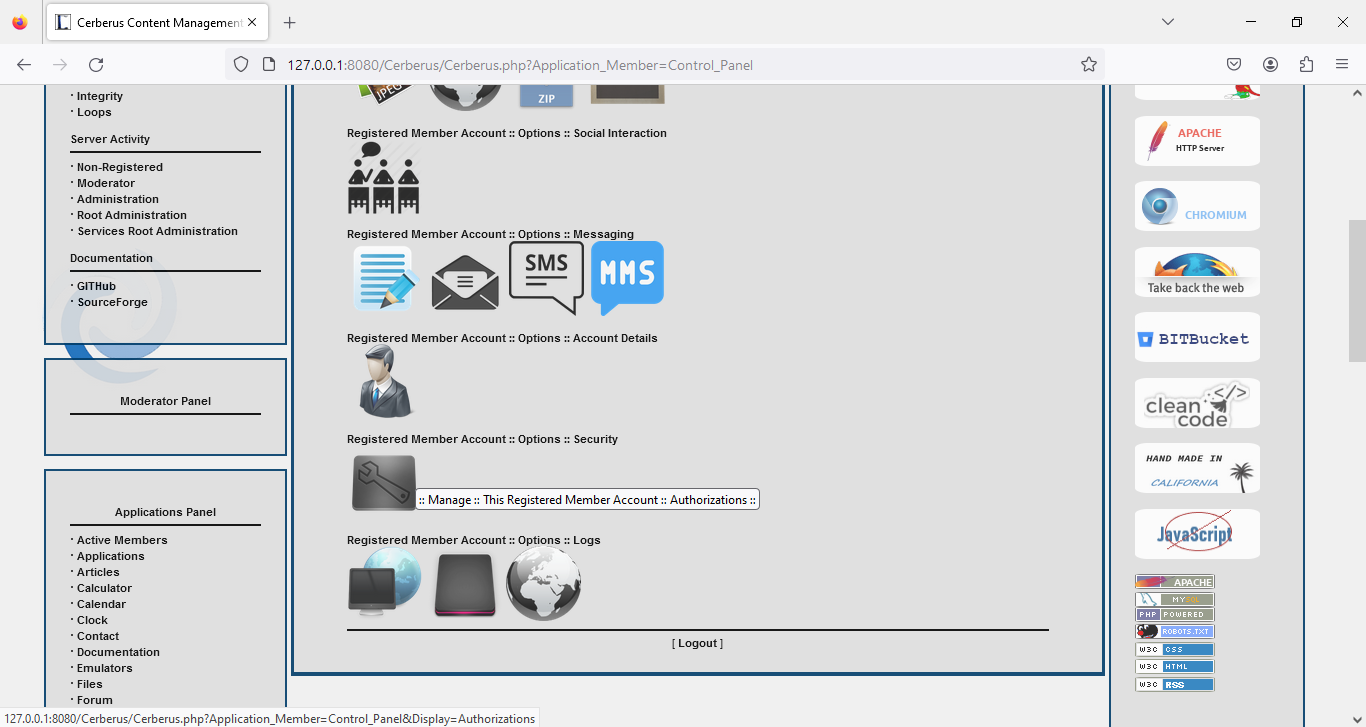 Cerberus Content Management
127.0.0.1:8080/Cerberus/Cerberus.php?Application_Member=Control_Panel
· Integrity
· Loops
Server Activity
· Non-Registered
· Moderator
· Administration
· Root Administration
· Services Root Administration
Documentation
· GITHub
· SourceForge
Moderator Panel
Applications Panel
· Active Members
· Applications
· Articles
· Calculator
· Calendar
· Clock
· Contact
· Documentation
· Emulators
· Files
· Forum
JPEG
ZIP
Registered Member Account :: Options :: Social Interaction
Registered Member Account :: Options :: Messaging
SMS
MMS
Registered Member Account :: Options :: Account Details
Registered Member Account :: Options :: Security
:: Manage :: This Registered Member Account :: Authorizations ::
Registered Member Account :: Options :: Logs
[ Logout ]
APACHE
HTTP Server
CHROMIUM
Take back the web
BITBucket
clean </>
code
HAND MADE IN
CALIFORNIA
JavaScript
APACHE
MYSQL
PHP POWERED
ROBOTS.TXT
W3C CSS
W3C HTML
W3C RSS
127.0.0.1:8080/Cerberus/Cerberus.php?Application_Member=Control_Panel&Display=Authorizations